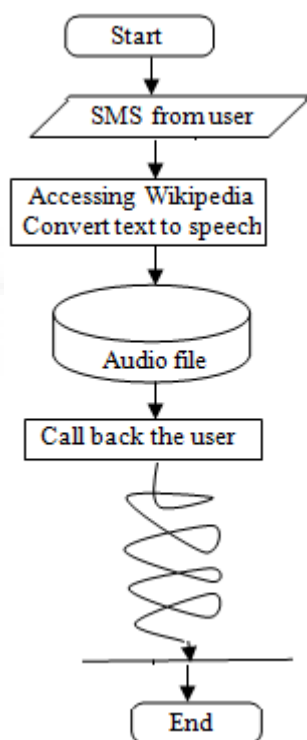 Start
SMS from user
Accessing Wikipedia
Convert text to speech
Audio file
Call back the user
End